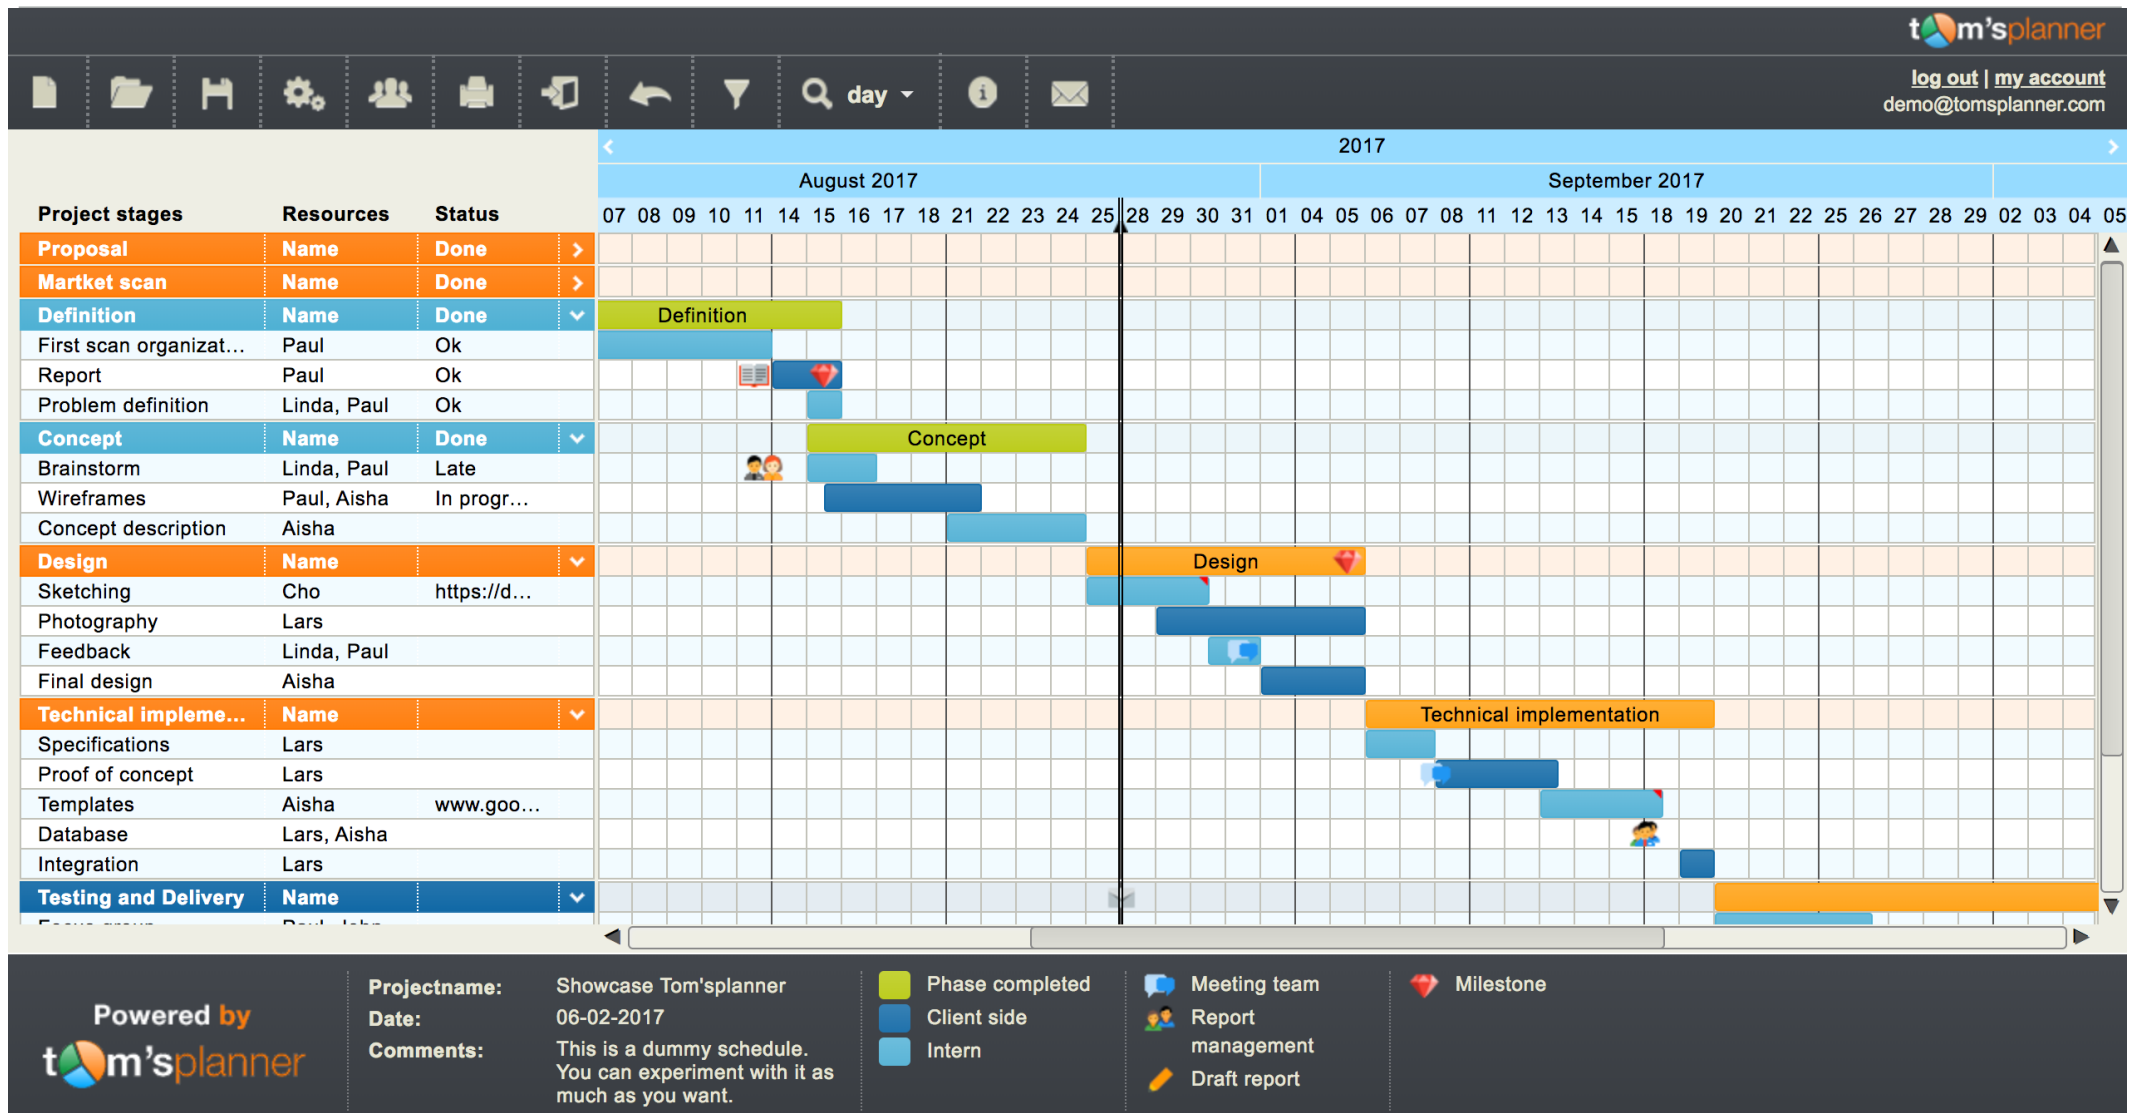 tom'splanner
day
log out | my account
demo@tomsplanner.com
2017
August 2017 September 2017
Project stages Resources Status 07 08 09 10 11 14 15 16 17 18 21 22 23 24 25 28 29 30 31 01 04 05 06 07 08 11 12 13 14 15 18 19 20 21 22 25 26 27 28 29 02 03 04 05
Proposal Name Done
Martket scan Name Done
Definition Name Done Definition
First scan organizat... Paul Ok
Report Paul Ok
Problem definition Linda, Paul Ok
Concept Name Done Concept
Brainstorm Linda, Paul Late
Wireframes Paul, Aisha In progr...
Concept description Aisha
Design Name Design
Sketching Cho https://d...
Photography Lars
Feedback Linda, Paul
Final design Aisha
Technical impleme... Name Technical implementation
Specifications Lars
Proof of concept Lars
Templates Aisha www.goo...
Database Lars, Aisha
Integration Lars
Testing and Delivery Name
Powered by
tom'splanner
Projectname: Showcase Tom'splanner
Date: 06-02-2017
Comments: This is a dummy schedule.
You can experiment with it as
much as you want.
Phase completed
Client side
Intern
Meeting team
Report
management
Draft report
Milestone